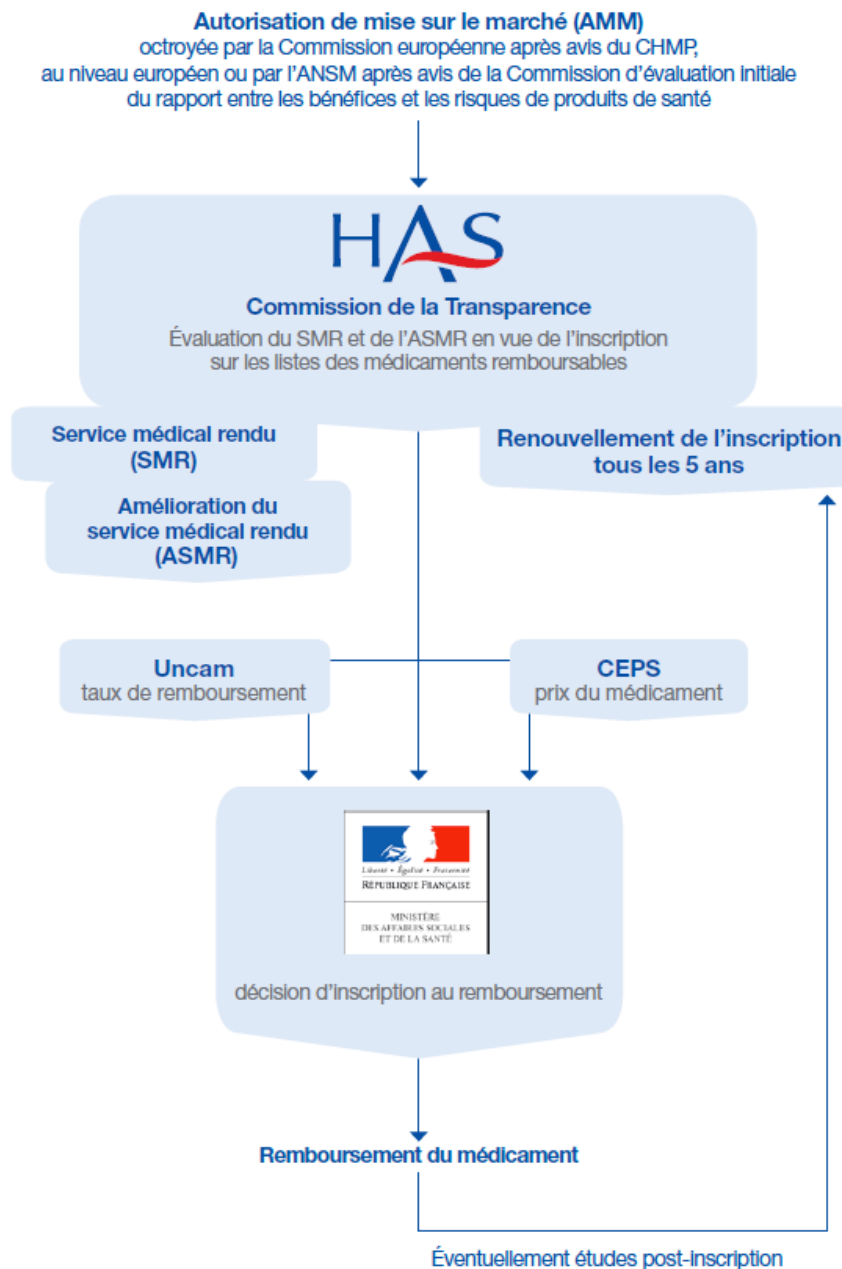 Autorisation de mise sur le marché (AMM)
octroyée par la Commission européenne après avis du CHMP,
au niveau européen ou par l'ANSM après avis de la Commission d'évaluation initiale
du rapport entre les bénéfices et les risques de produits de santé
HAS
Commission de la Transparence
Évaluation du SMR et de l'ASMR en vue de l'inscription
sur les listes des médicaments remboursables
Service médical rendu
(SMR)
Renouvellement de l'inscription
tous les 5 ans
Amélioration du
service médical rendu
(ASMR)
Uncam
taux de remboursement
CEPS
prix du médicament
Liberté • Égalité • Fraternité
RÉPUBLIQUE FRANÇAISE
MINISTÈRE
DES AFFAIRES SOCIALES
ET DE LA SANTÉ
décision d'inscription au remboursement
Remboursement du médicament
Éventuellement études post-inscription